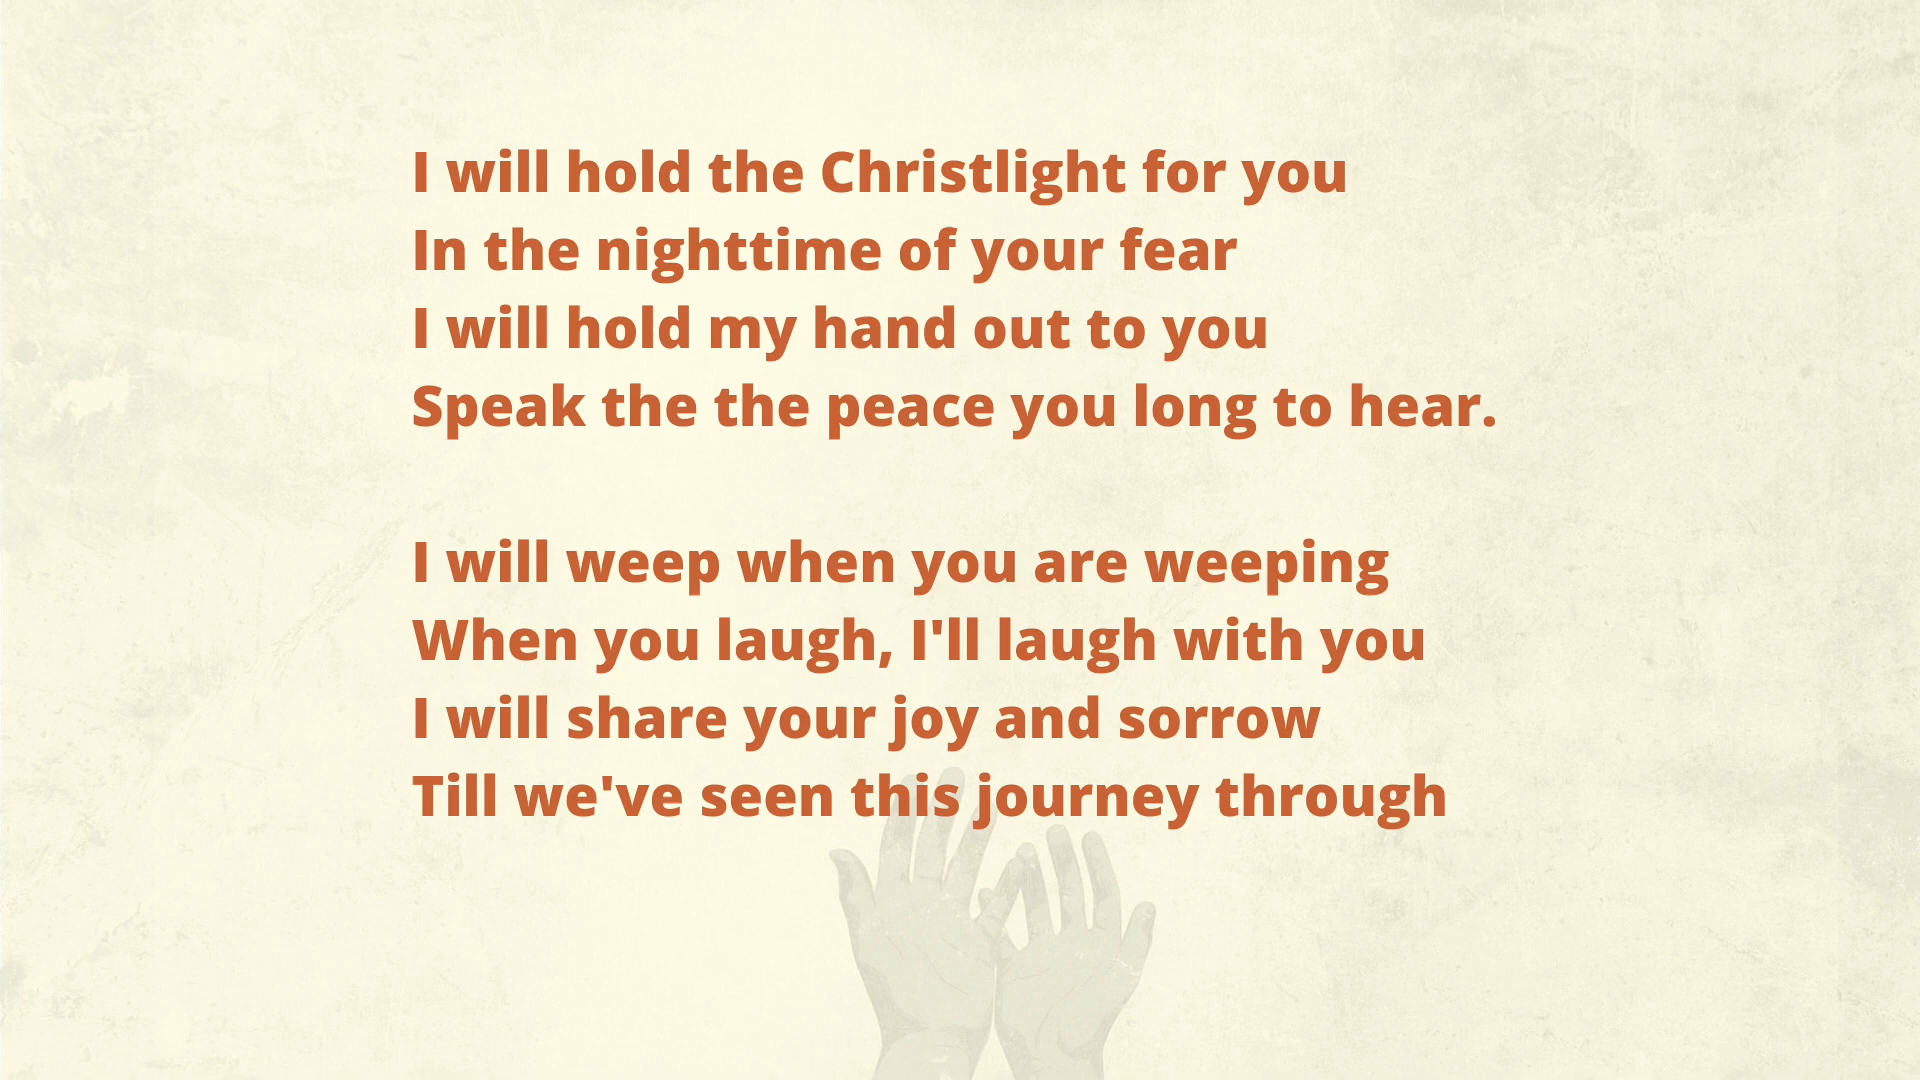 I will hold the Christlight for you
In the nighttime of your fear
I will hold my hand out to you
Speak the the peace you long to hear.
I will weep when you are weeping
When you laugh, I'll laugh with you
I will share your joy and sorrow
Till we've seen this journey through